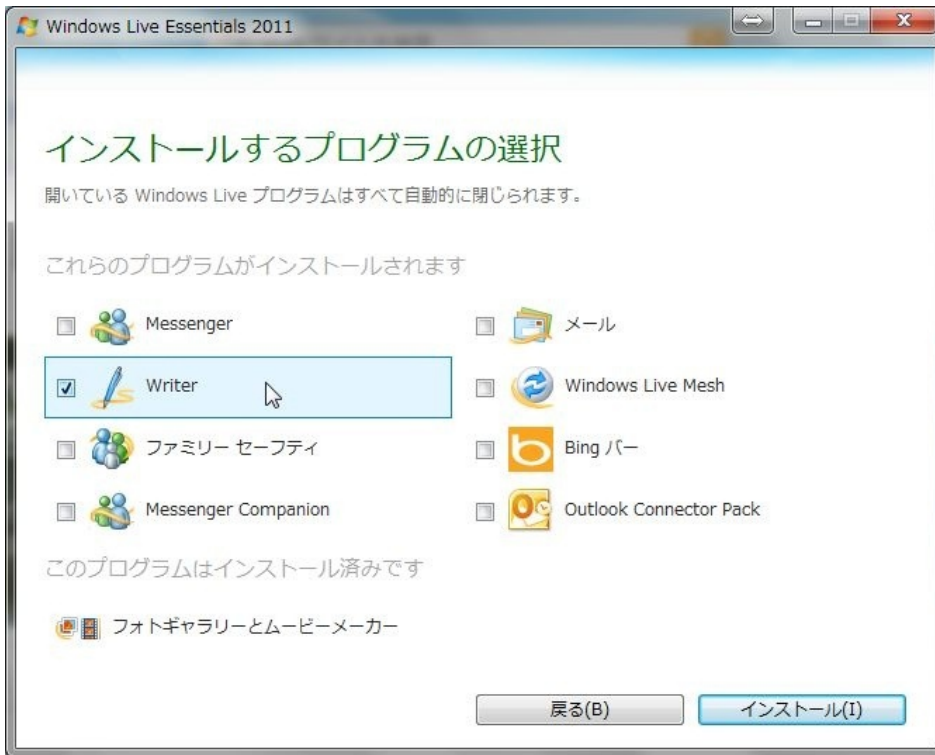 Windows Live Essentials 2011
インストールするプログラムの選択
開いている Windows Live プログラムはすべて自動的に閉じられます。
これらのプログラムがインストールされます
Messenger
メール
Writer
Windows Live Mesh
ファミリー セーフティ
Bing バー
Messenger Companion
Outlook Connector Pack
このプログラムはインストール済みです
フォトギャラリーとムービーメーカー
戻る(B)
インストール(I)